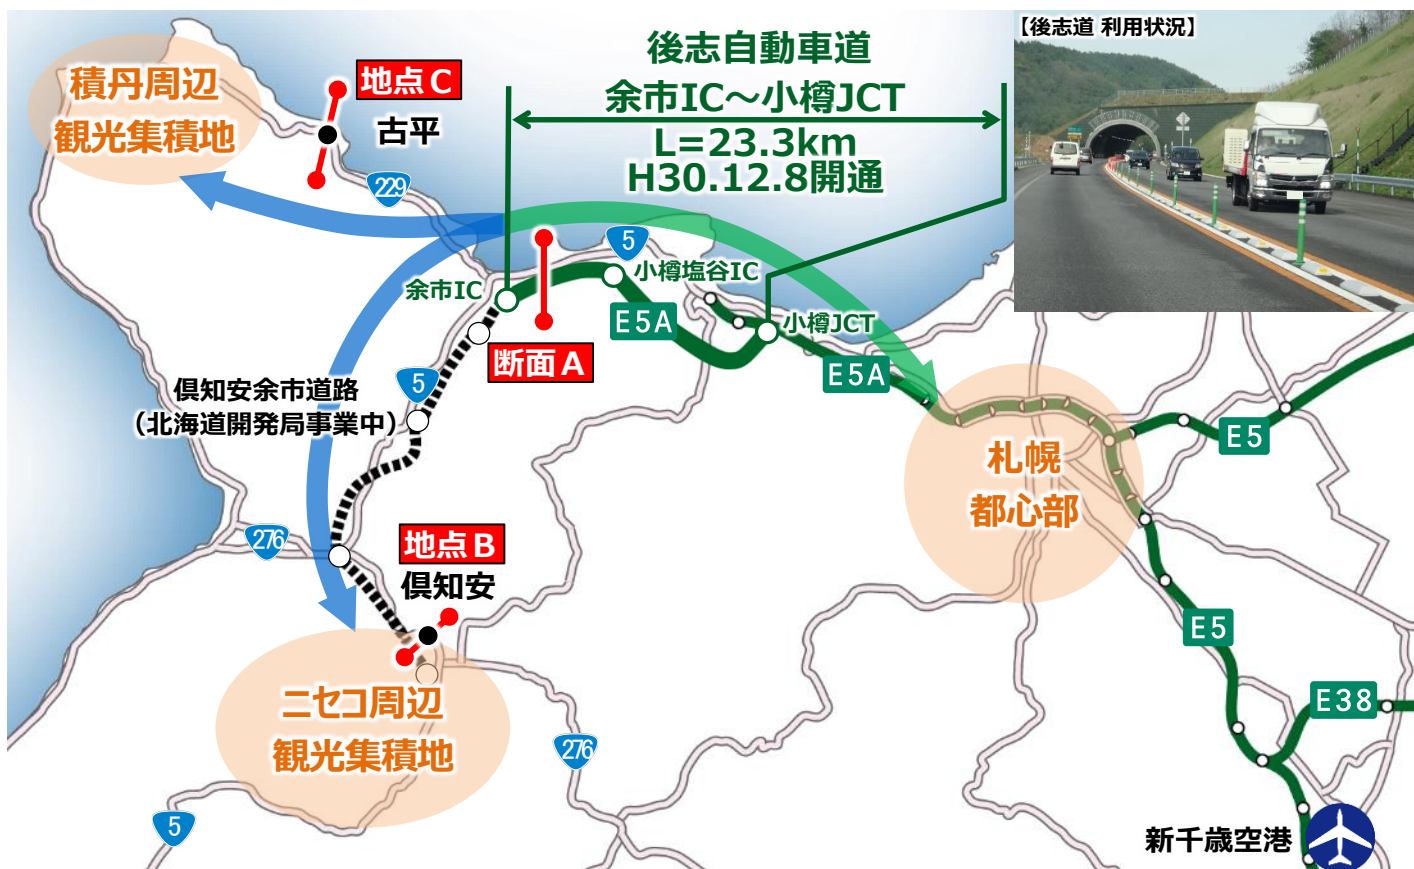 積丹周辺
観光集積地
地点C
古平
229
後志自動車道
余市IC～小樽JCT
L=23.3km
H30.12.8開通
【後志道 利用状況】
5
小樽塩谷IC
余市IC
E5A
小樽JCT
断面A
E5A
5
倶知安余市道路
（北海道開発局事業中）
札幌
都心部
E5
276
地点B
倶知安
E5
ニセコ周辺
観光集積地
E38
276
5
新千歳空港